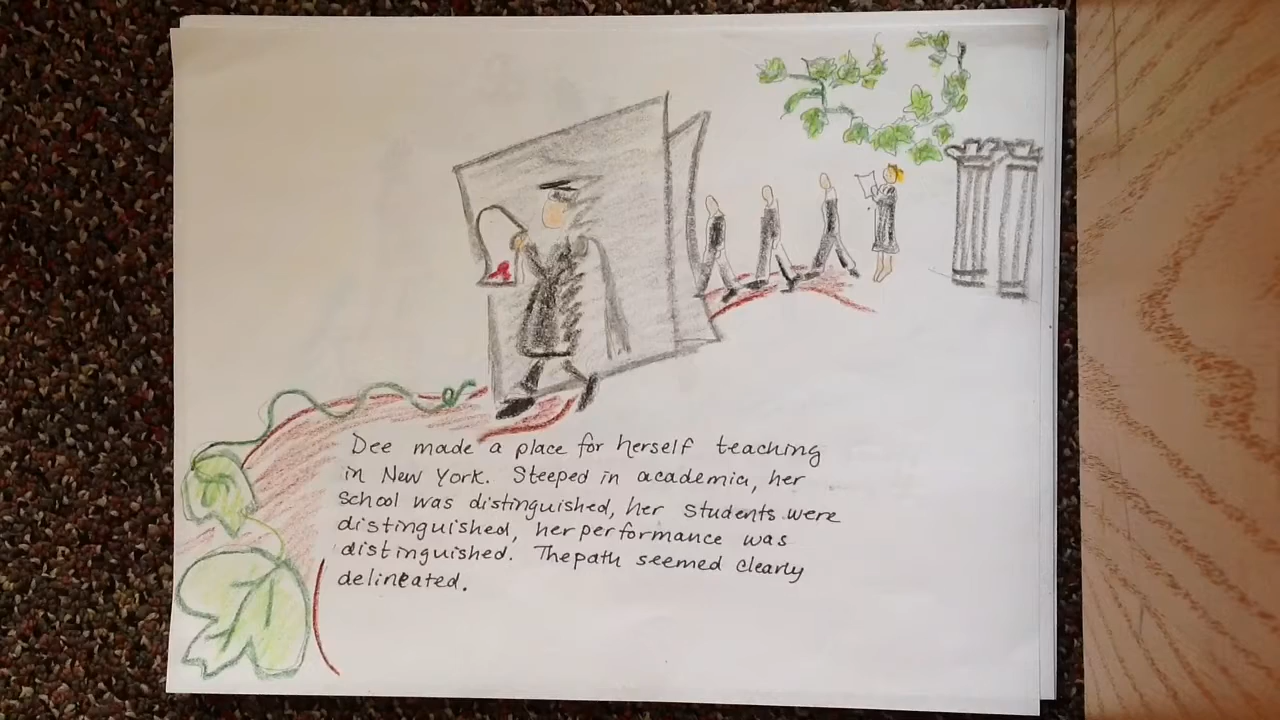 Dee made a place for herself teaching
in New York. Steeped in academia, her
school was distinguished, her students were
distinguished, her performance was
distinguished. The path seemed clearly
delineated.